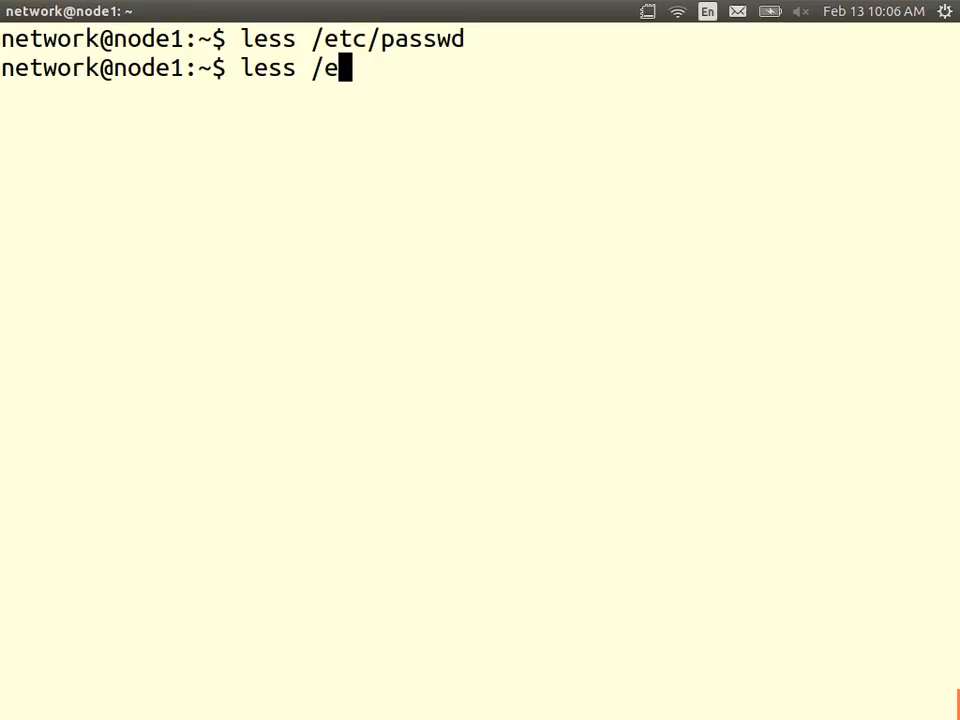 network@node1: ~
En
Feb 13 10:06 AM
network@node1:~$ less /etc/passwd
network@node1:~$ less /e